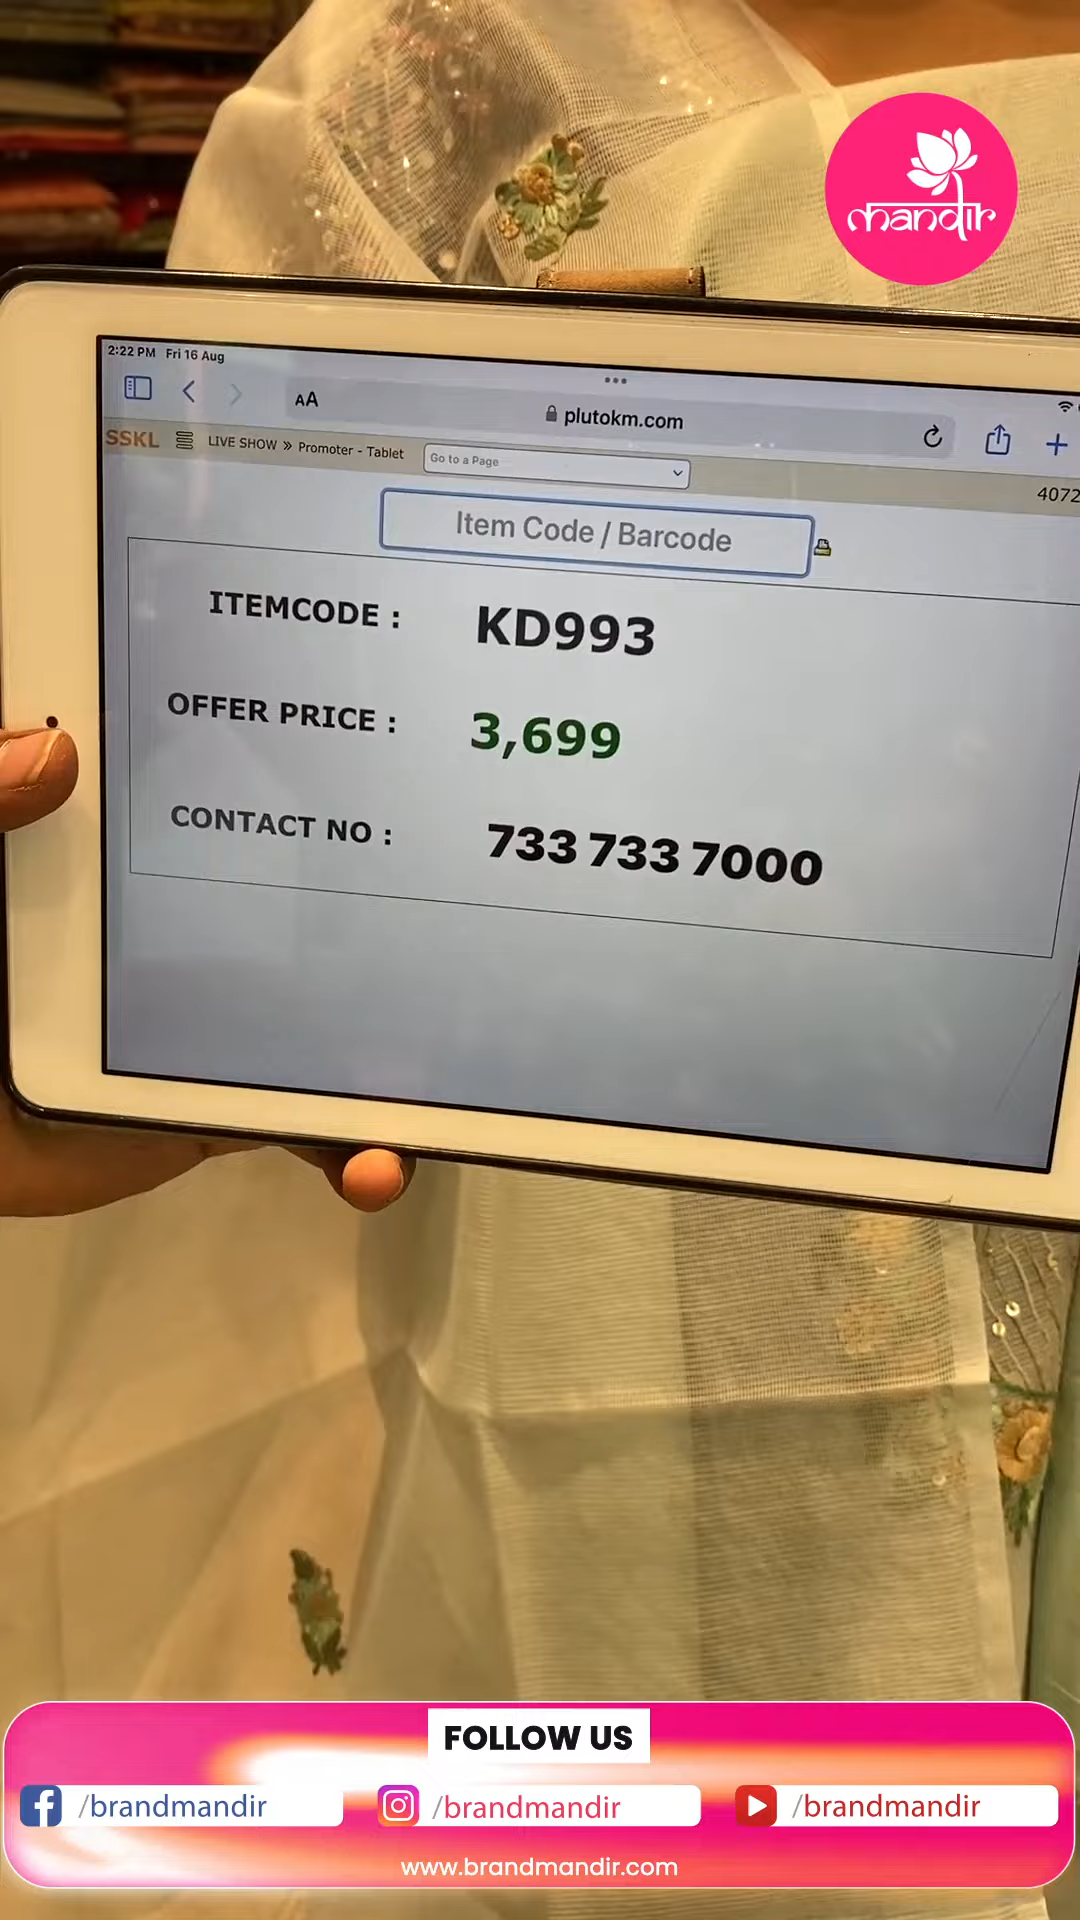 mandir
2:22 PM Fri 16 Aug
AA
plutokm.com
SSKL LIVE SHOW » Promoter - Tablet Go to a Page
4072
Item Code / Barcode
ITEMCODE : KD993
OFFER PRICE : 3,699
CONTACT NO : 733 733 7000
FOLLOW US
/brandmandir /brandmandir /brandmandir
www.brandmandir.com